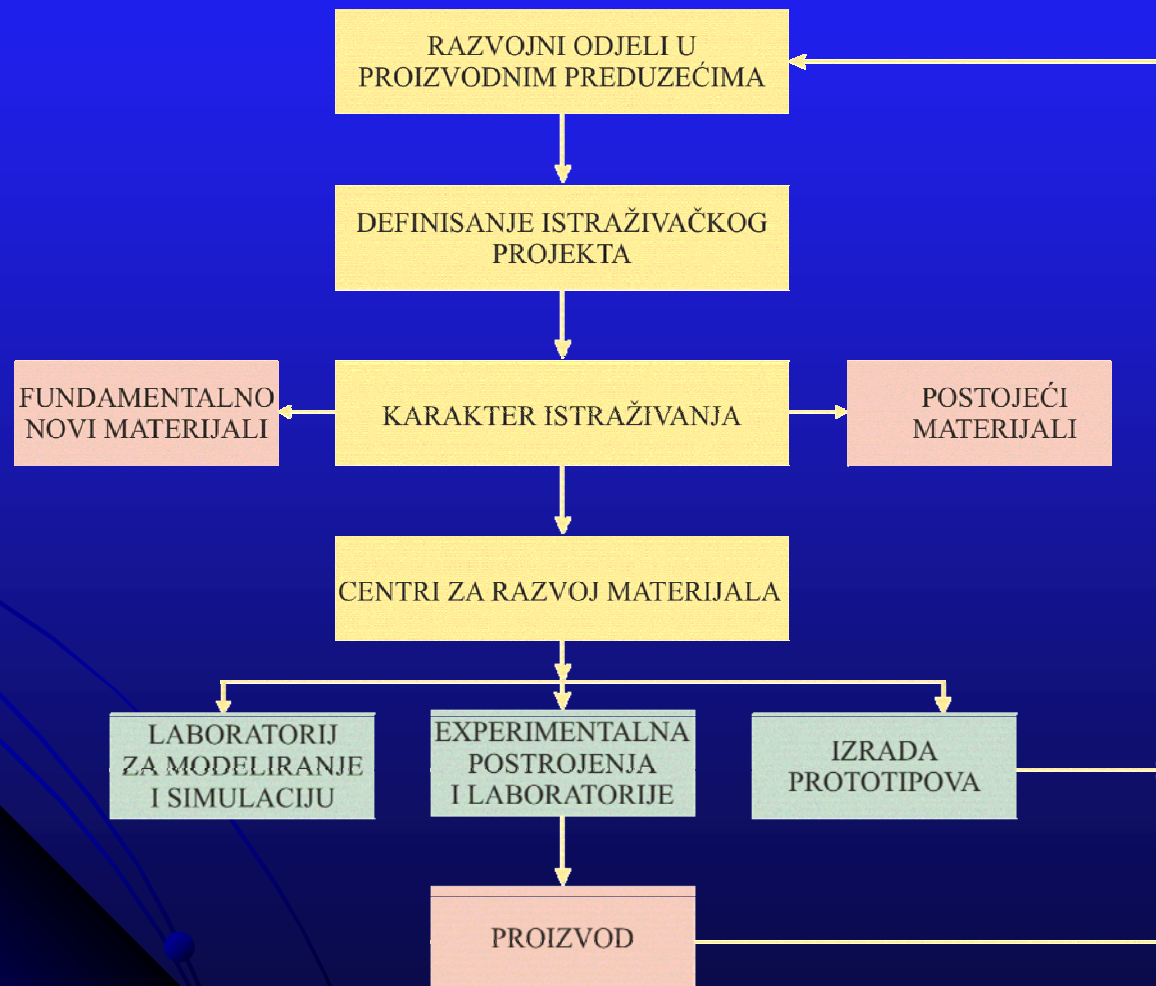 RAZVOJNI ODJELI U
PROIZVODNIM PREDUZEĆIMA
DEFINISANJE ISTRAŽIVAČKOG
PROJEKTA
FUNDAMENTALNO
NOVI MATERIJALI
KARAKTER ISTRAŽIVANJA
POSTOJEĆI
MATERIJALI
CENTRI ZA RAZVOJ MATERIJALA
LABORATORIJ
ZA MODELIRANJE
I SIMULACIJU
EXPERIMENTALNA
POSTROJENJA
I LABORATORIJE
IZRADA
PROTOTIPOVA
PROIZVOD